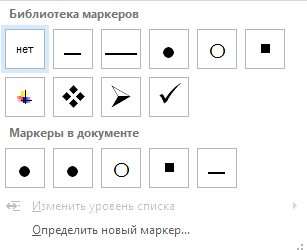 Библиотека маркеров
нет
Маркеры в документе
Изменить уровень списка
Определить новый маркер...